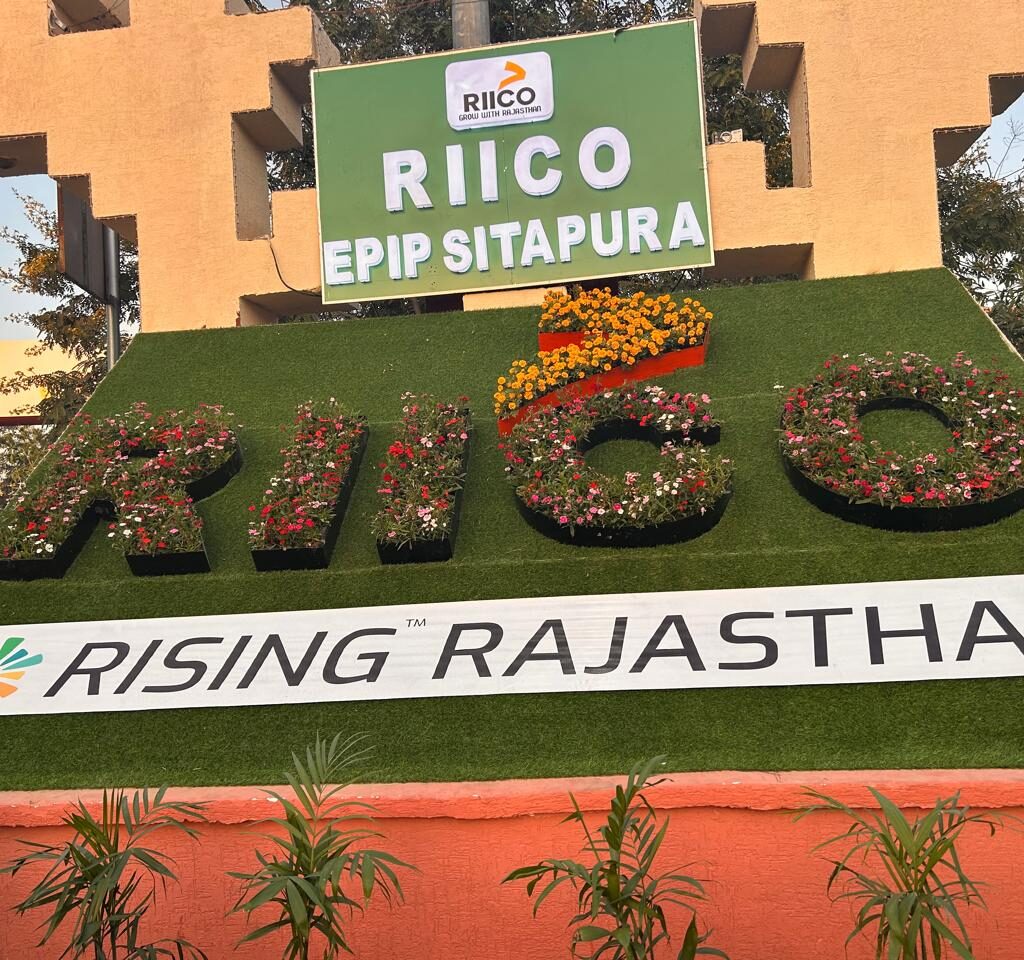 RIICO
GROW WITH RAJASTHAN
RIICO
EPIP SITAPURA
RIICO
RISING™ RAJASTHA